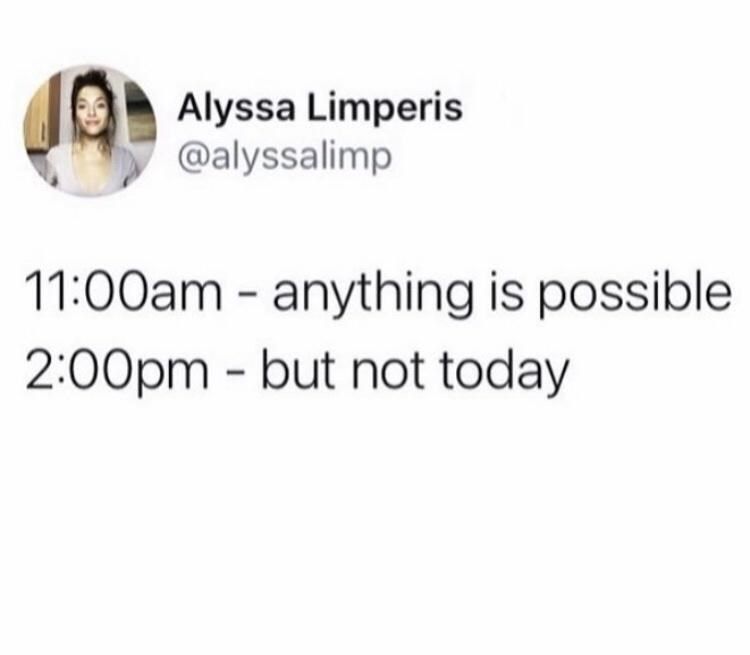 Alyssa Limperis
@alyssalimp
11:00am - anything is possible
2:00pm - but not today